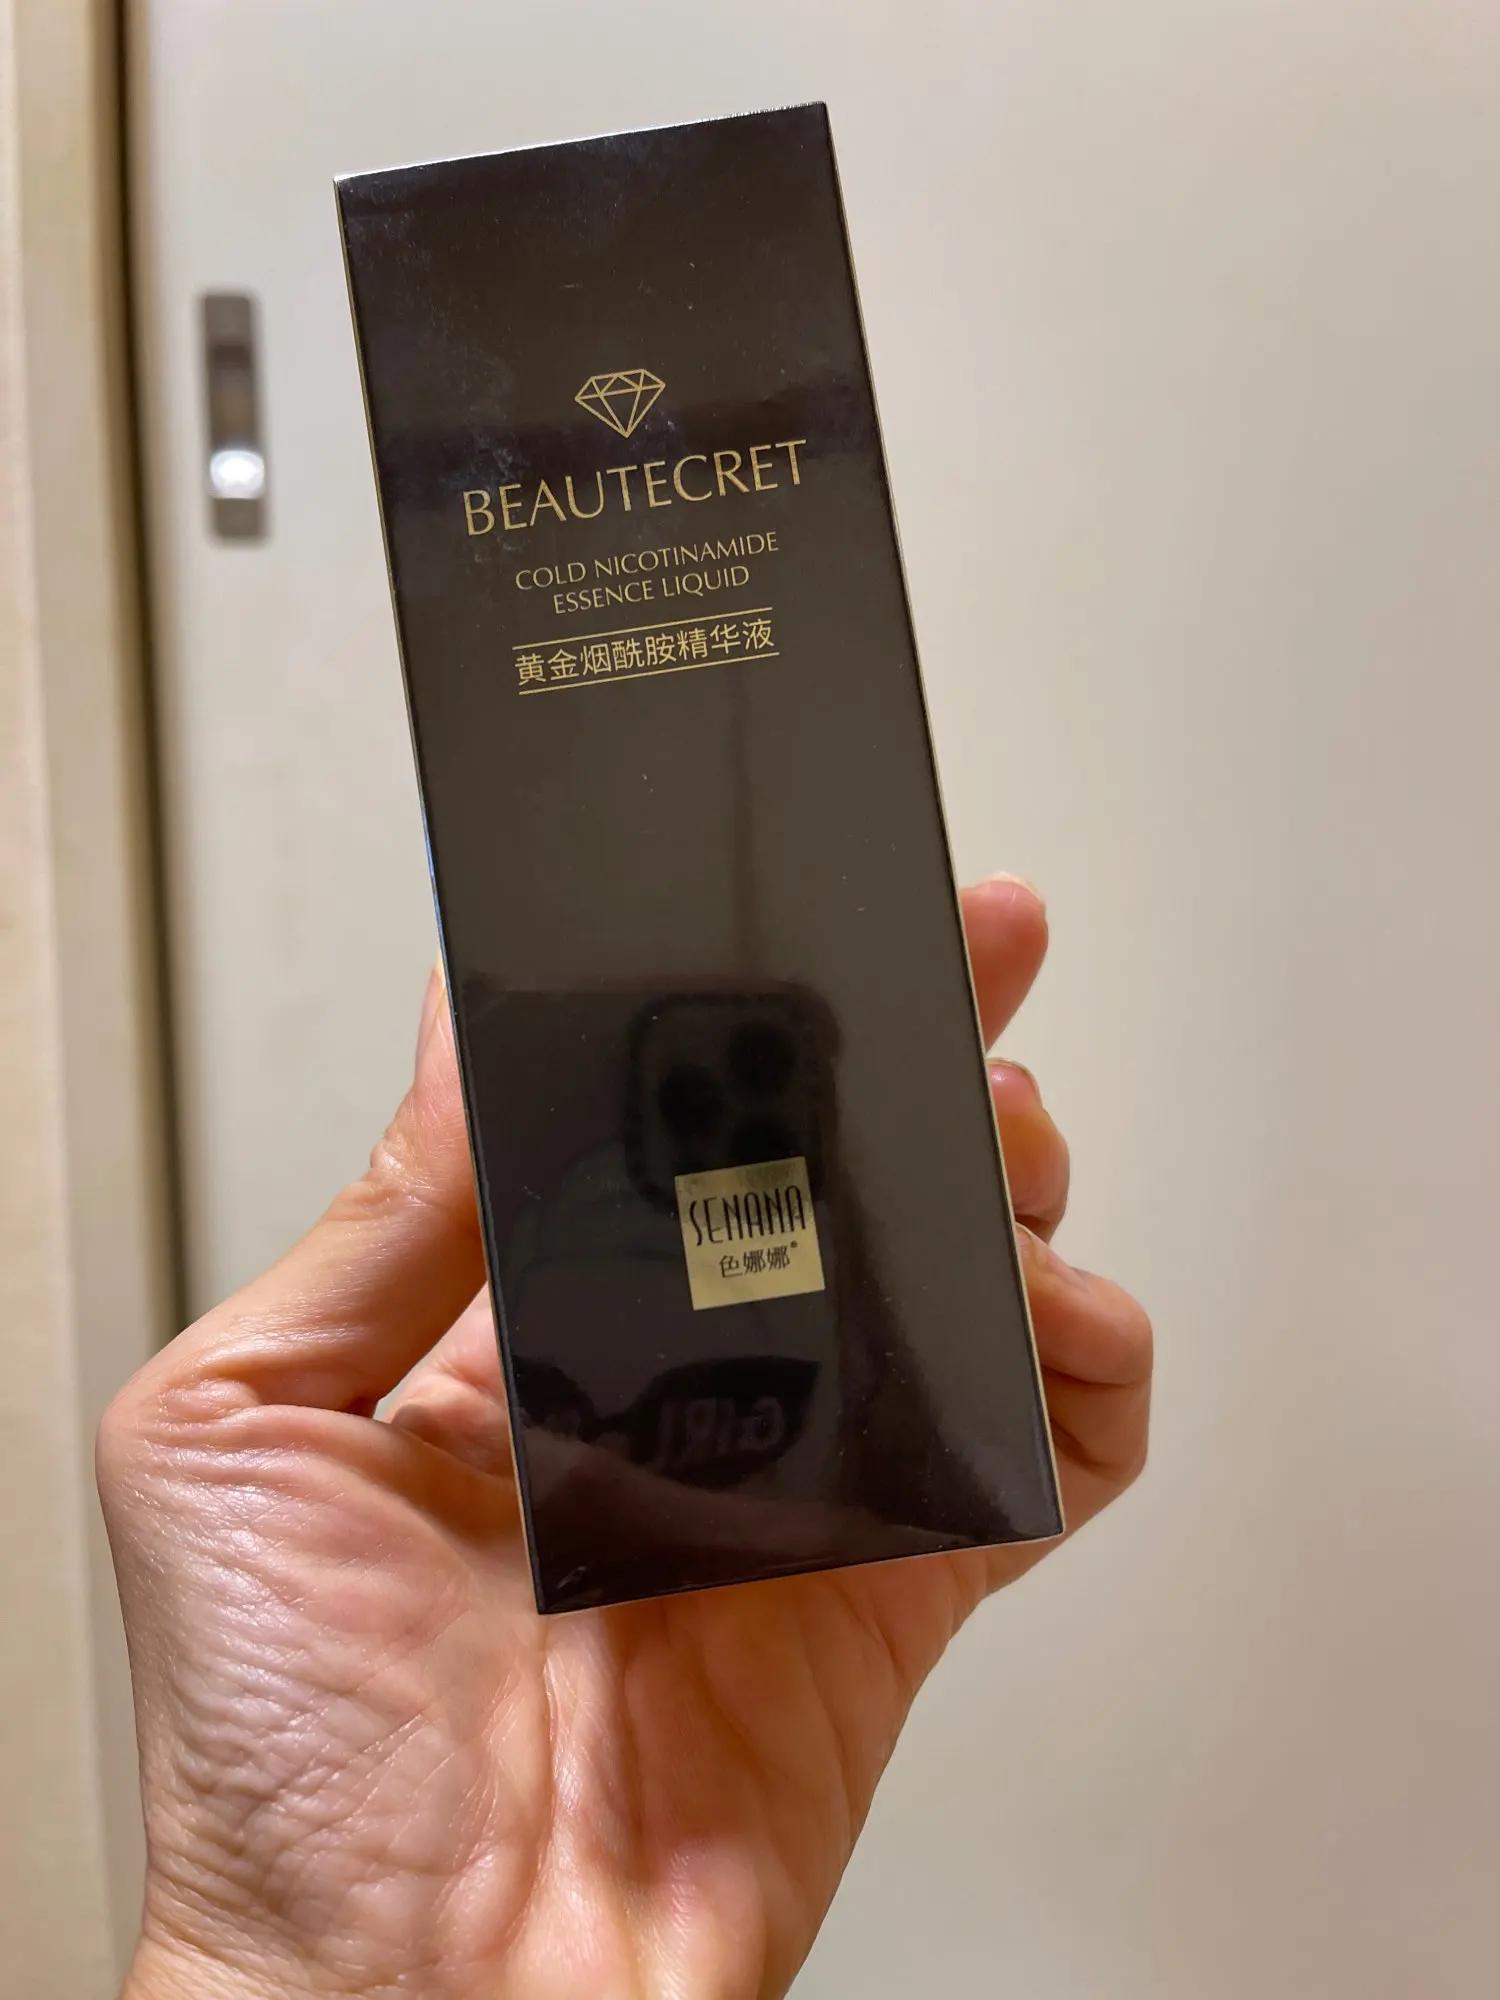 BEAUTECRET
COLD NICOTINAMIDE
ESSENCE LIQUID
黄金烟酰胺精华液
SENANA
色娜娜®